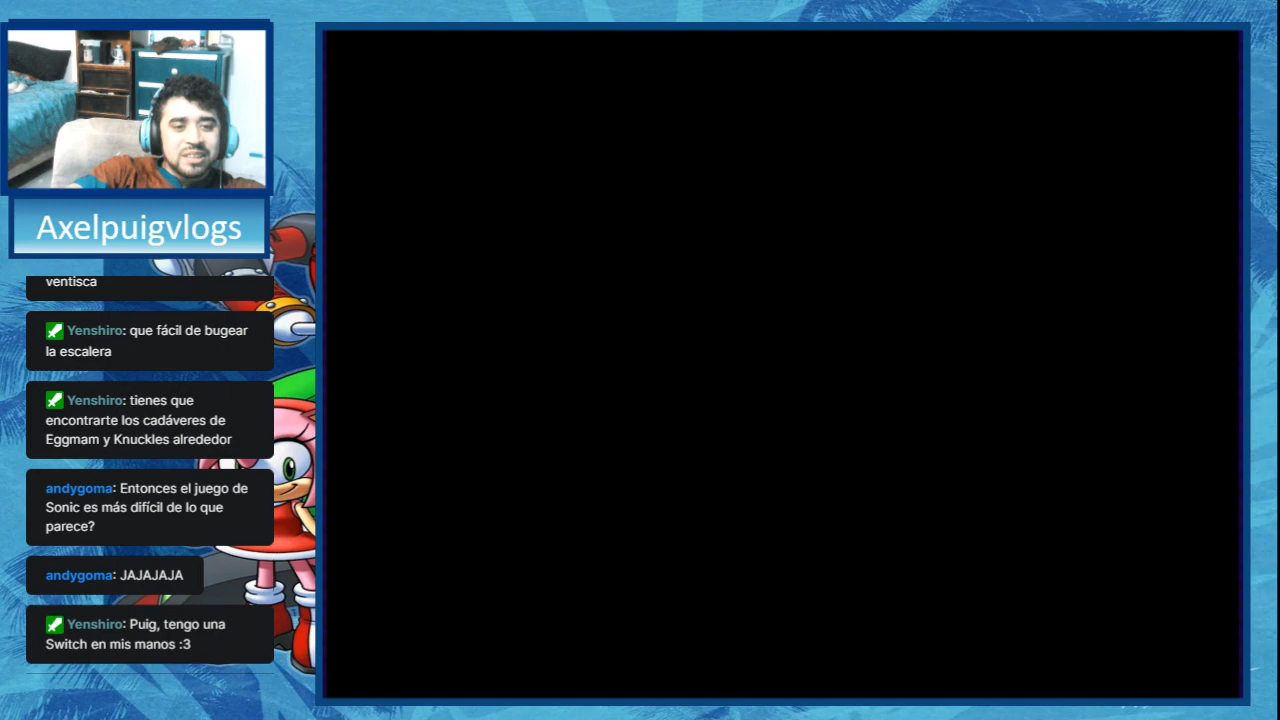 Axelpuigvlogs
ventisca
Yenshiro: que fácil de bugear
la escalera
Yenshiro: tienes que
encontrarte los cadáveres de
Eggmam y Knuckles alrededor
andygoma: Entonces el juego de
Sonic es más difícil de lo que
parece?
andygoma: JAJAJAJA
Yenshiro: Puig, tengo una
Switch en mis manos :3